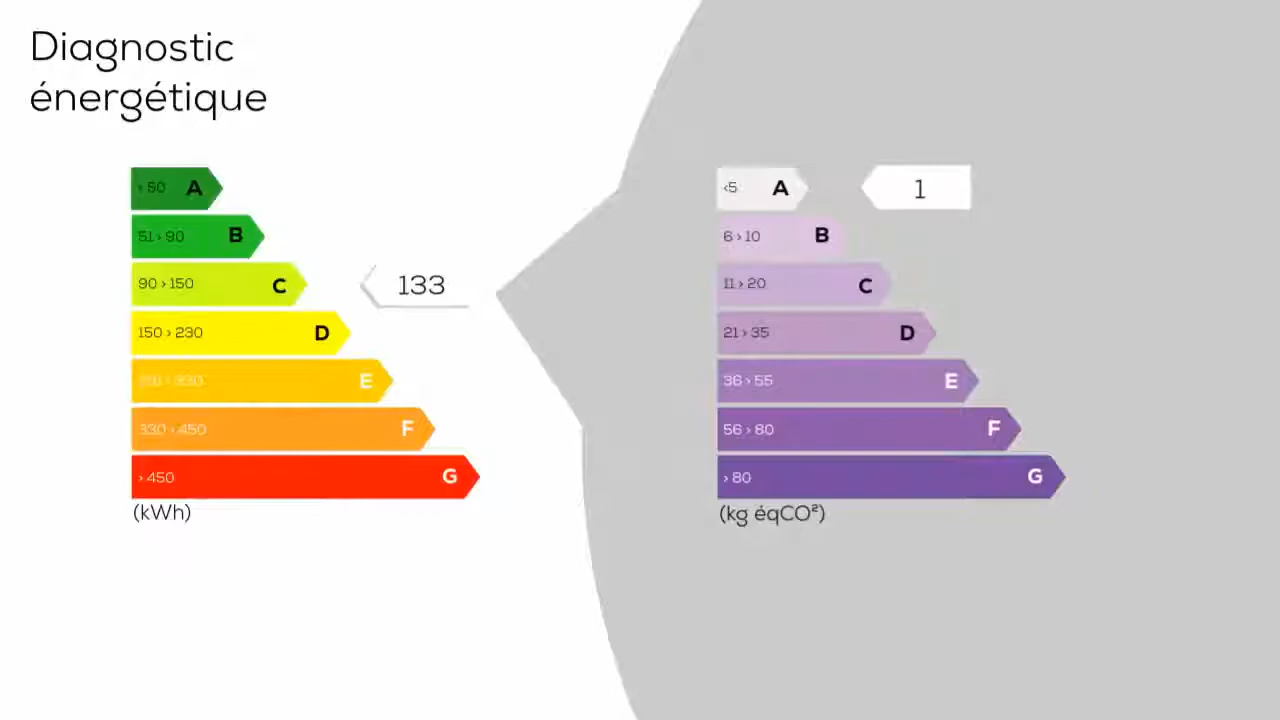 Diagnostic
énergétique
A
51 > 90 B
90 > 150 C
133
150 > 230 D
E
330 > 450 F
> 450 G
(kWh)
<5 A
1
6 > 10 B
11 > 20 C
21 > 35 D
36 > 55 E
56 > 80 F
> 80 G
(kg éqCO²)